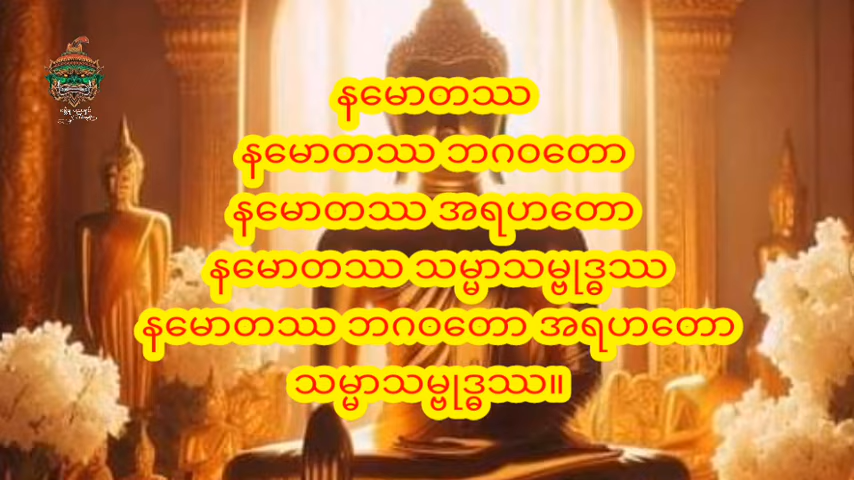 နမောတဿ
နမောတဿ ဘဂဝတော
နမောတဿ အရဟတော
နမောတဿ သမ္မာသမ္ဗုဒ္ဓဿ
နမောတဿ ဘဂဝတော အရဟတော
သမ္မာသမ္ဗုဒ္ဓဿ။